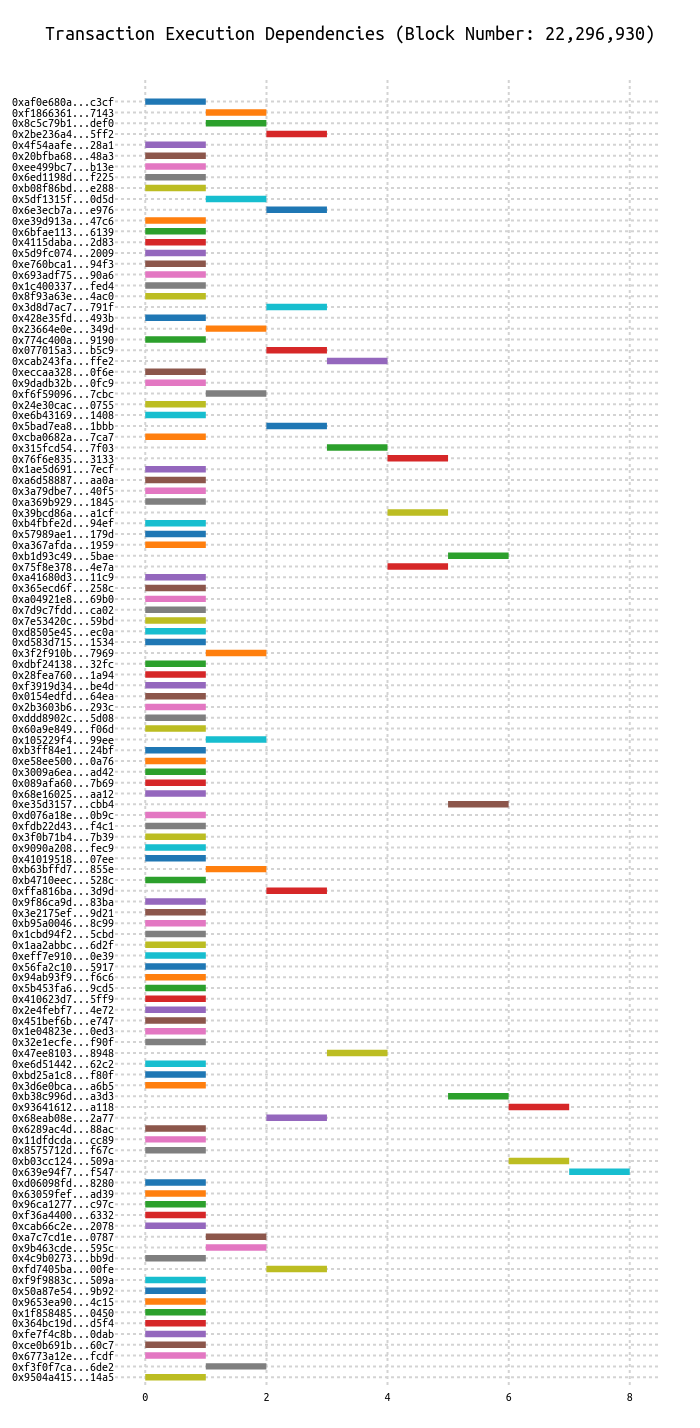 Transaction Execution Dependencies (Block Number: 22,296,930)
0xaf0e680a...c3cf
0xf1866361...7143
0x8c5c79b1...def0
0x2be236a4...5ff2
0x4f54aafe...28a1
0x20bfba68...48a3
0xee499bc7...b13e
0x6ed1198d...f225
0xb08f86bd...e288
0x5df1315f...0d5d
0x6e3ecb7a...e976
0xe39d913a...47c6
0x6bfae113...6139
0x4115daba...2d83
0x5d9fc074...2009
0xe760bca1...94f3
0x693adf75...90a6
0x1c400337...fed4
0x8f93a63e...4ac0
0x3d8d7ac7...791f
0x428e35fd...493b
0x23664e0e...349d
0x774c400a...9190
0x077015a3...b5c9
0xcab243fa...ffe2
0xeccaa328...0f6e
0x9dadb32b...0fc9
0xf6f59096...7cbc
0x24e30cac...0755
0xe6b43169...1408
0x5bad7ea8...1bbb
0xcba0682a...7ca7
0x315fcd54...7f03
0x76f6e835...3133
0x1ae5d691...7ecf
0xa6d58887...aa0a
0x3a79dbe7...40f5
0xa369b929...1845
0x39bcd86a...a1cf
0xb4fbfe2d...94ef
0x57989ae1...179d
0xa367afda...1959
0xb1d93c49...5bae
0x75f8e378...4e7a
0xa41680d3...11c9
0x365ecd6f...258c
0xa04921e8...69b0
0x7d9c7fdd...ca02
0x7e53420c...59bd
0xd8505e45...ec0a
0xd583d715...1534
0x3f2f910b...7969
0xdbf24138...32fc
0x28fea760...1a94
0xf3919d34...be4d
0x0154edfd...64ea
0x2b3603b6...293c
0xddd8902c...5d08
0x60a9e849...f06d
0x105229f4...99ee
0xb3ff84e1...24bf
0xe58ee500...0a76
0x3009a6ea...ad42
0x089afa60...7b69
0x68e16025...aa12
0xe35d3157...cbb4
0xd076a18e...0b9c
0xfdb22d43...f4c1
0x3f0b71b4...7b39
0x9090a208...fec9
0x41019518...07ee
0xb63bffd7...855e
0xb4710eec...528c
0xffa816ba...3d9d
0x9f86ca9d...83ba
0x3e2175ef...9d21
0xb95a0046...8c99
0x1cbd94f2...5cbd
0x1aa2abbc...6d2f
0xeff7e910...0e39
0x56fa2c10...5917
0x94ab93f9...f6c6
0x5b453fa6...9cd5
0x410623d7...5ff9
0x2e4febf7...4e72
0x451bef6b...e747
0x1e04823e...0ed3
0x32e1ecfe...f90f
0x47ee8103...8948
0xe6d51442...62c2
0xbd25a1c8...f80f
0x3d6e0bca...a6b5
0xb38c996d...a3d3
0x93641612...a118
0x68eab08e...2a77
0x6289ac4d...88ac
0x11dfdcda...cc89
0x8575712d...f67c
0xb03cc124...509a
0x639e94f7...f547
0xd06098fd...8280
0x63059fef...ad39
0x96ca1277...c97c
0xf36a4400...6332
0xcab66c2e...2078
0xa7c7cd1e...0787
0x9b463cde...595c
0x4c9b0273...bb9d
0xfd7405ba...00fe
0xf9f9883c...509a
0x50a87e54...9b92
0x9653ea90...4c15
0x1f858485...0450
0x364bc19d...d5f4
0xfe7f4c8b...0dab
0xce0b691b...60c7
0x6773a12e...fcdf
0xf3f0f7ca...6de2
0x9504a415...14a5
0 2 4 6 8